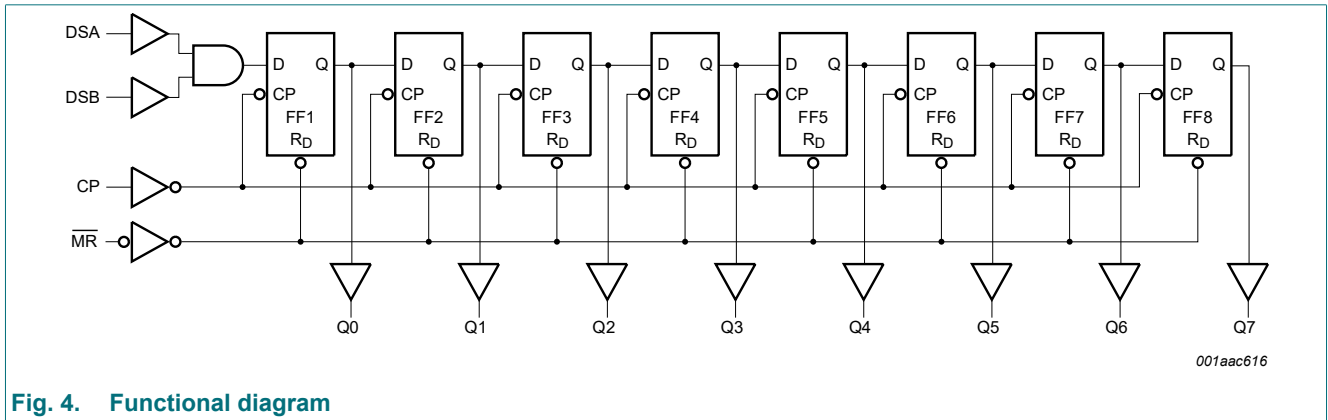 DSA
DSB
D Q D Q D Q D Q D Q D Q D Q D Q
CP CP CP CP CP CP CP CP
FF1 FF2 FF3 FF4 FF5 FF6 FF7 FF8
RD RD RD RD RD RD RD RD
CP
MR
Q0 Q1 Q2 Q3 Q4 Q5 Q6 Q7
001aac616
Fig. 4. Functional diagram